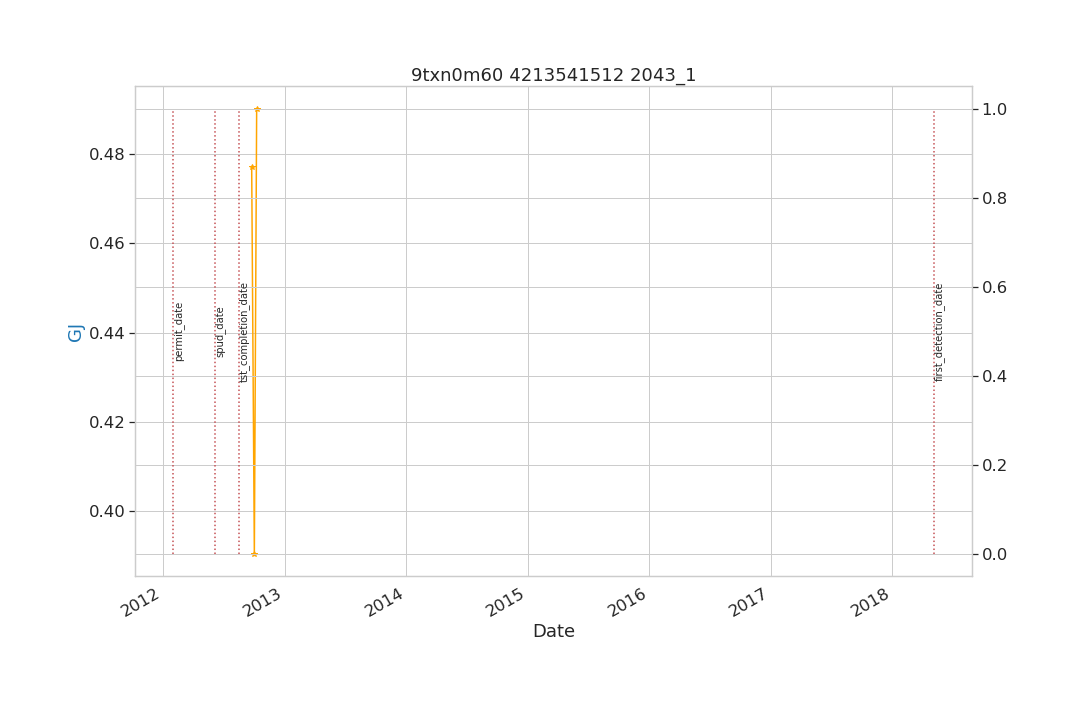 9txn0m60 4213541512 2043_1
GJ
0.48
0.46
0.44
0.42
0.40
1.0
0.8
0.6
0.4
0.2
0.0
permit_date
spud_date
tst_completion_date
first_detection_date
2012
2013
2014
2015
2016
2017
2018
Date